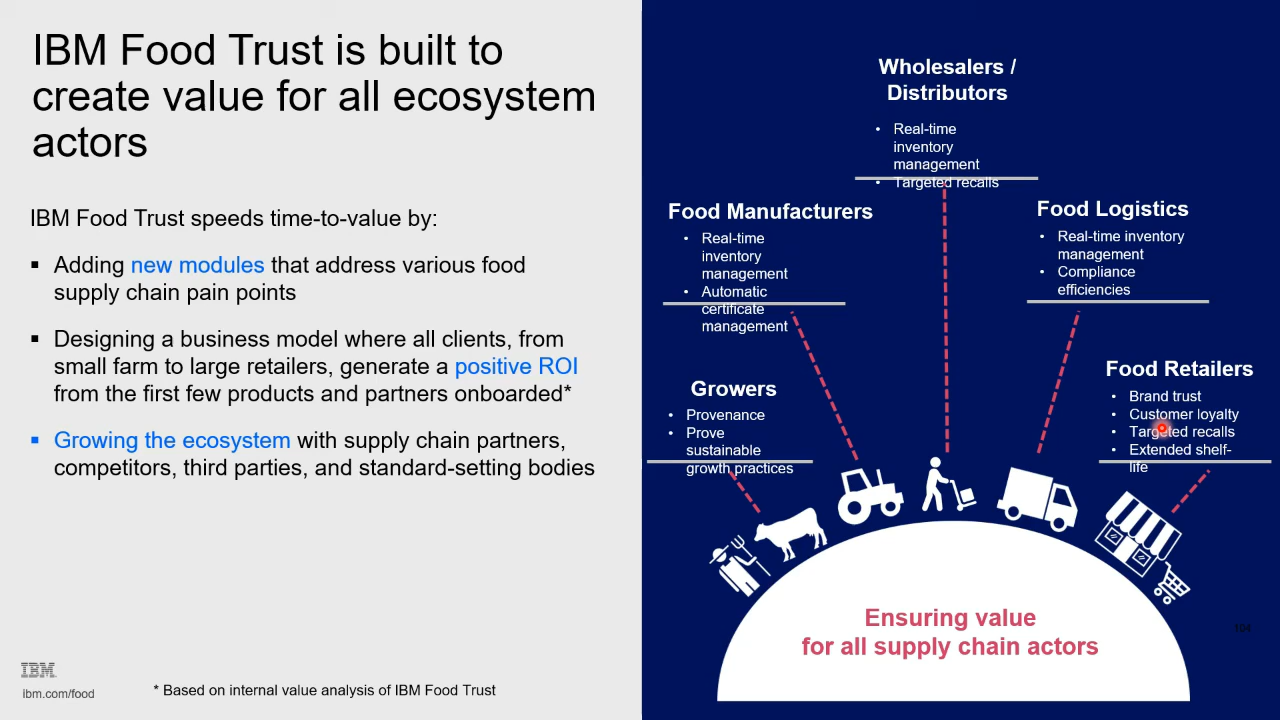 IBM Food Trust is built to
create value for all ecosystem
actors
IBM Food Trust speeds time-to-value by:
▪ Adding new modules that address various food
supply chain pain points
▪ Designing a business model where all clients, from
small farm to large retailers, generate a positive ROI
from the first few products and partners onboarded*
▪ Growing the ecosystem with supply chain partners,
competitors, third parties, and standard-setting bodies
IBM
ibm.com/food
* Based on internal value analysis of IBM Food Trust
Wholesalers /
Distributors
• Real-time
inventory
management
• Targeted recalls
Food Manufacturers
• Real-time
inventory
management
• Automatic
certificate
management
Food Logistics
• Real-time inventory
management
• Compliance
efficiencies
Growers
• Provenance
• Prove
sustainable
growth practices
Food Retailers
• Brand trust
• Customer loyalty
• Targeted recalls
• Extended shelf-
life
Ensuring value
for all supply chain actors
104